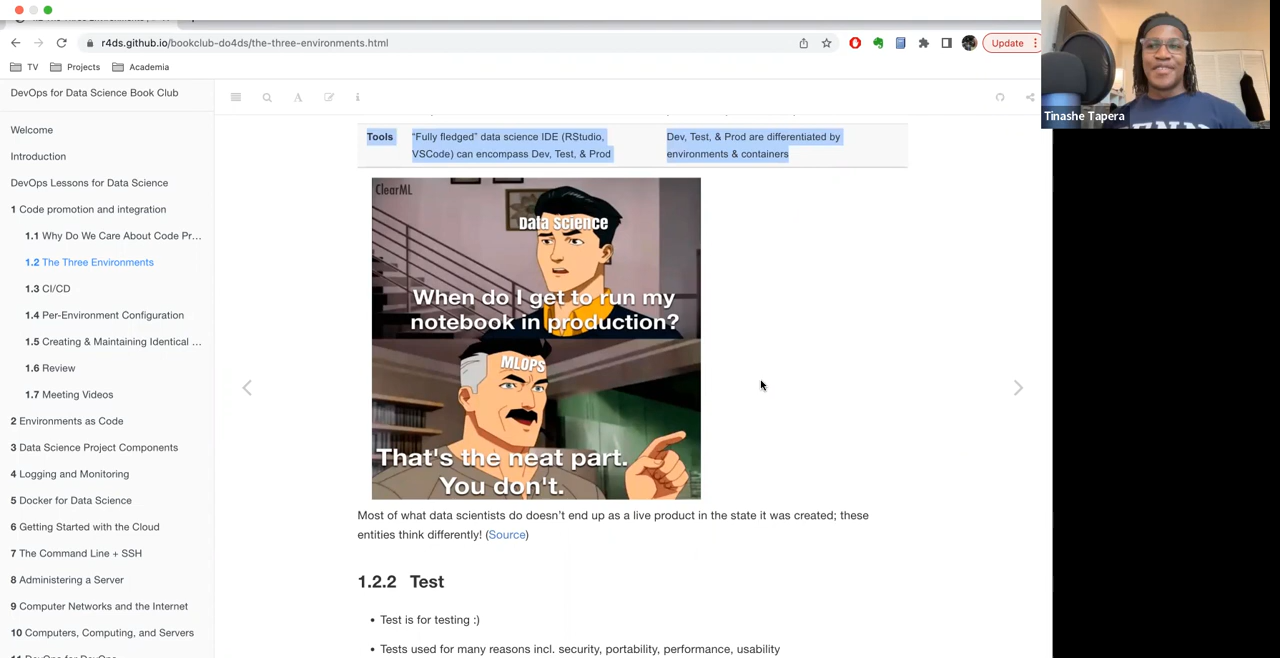 r4ds.github.io/bookclub-do4ds/the-three-environments.html
Update
TV
Projects
Academia
Tinashe Tapera
DevOps for Data Science Book Club
Welcome
Introduction
DevOps Lessons for Data Science
1 Code promotion and integration
1.1 Why Do We Care About Code Pr...
1.2 The Three Environments
1.3 CI/CD
1.4 Per-Environment Configuration
1.5 Creating & Maintaining Identical ...
1.6 Review
1.7 Meeting Videos
2 Environments as Code
3 Data Science Project Components
4 Logging and Monitoring
5 Docker for Data Science
6 Getting Started with the Cloud
7 The Command Line + SSH
8 Administering a Server
9 Computer Networks and the Internet
10 Computers, Computing, and Servers
Tools
“Fully fledged” data science IDE (RStudio,
VSCode) can encompass Dev, Test, & Prod
Dev, Test, & Prod are differentiated by
environments & containers
ClearML
Data Science
When do I get to run my
notebook in production?
MLOPS
That's the neat part.
You don't.
Most of what data scientists do doesn’t end up as a live product in the state it was created; these
entities think differently! (Source)
1.2.2 Test
• Test is for testing :)
• Tests used for many reasons incl. security, portability, performance, usability